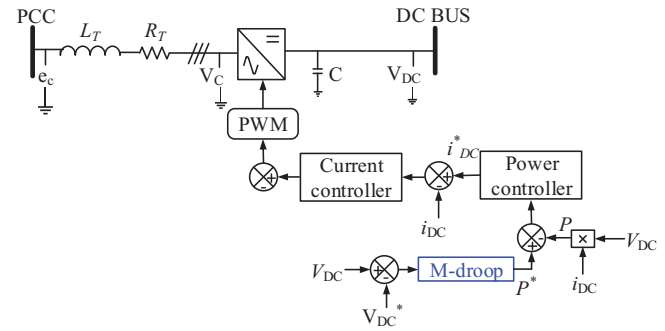 PCC
L_T
R_T
DC BUS
e_c
V_C
C
V_DC
PWM
Current
controller
i^*_DC
Power
controller
i_DC
P
×
V_DC
V_DC
M-droop
P^*
i_DC
V_DC^*